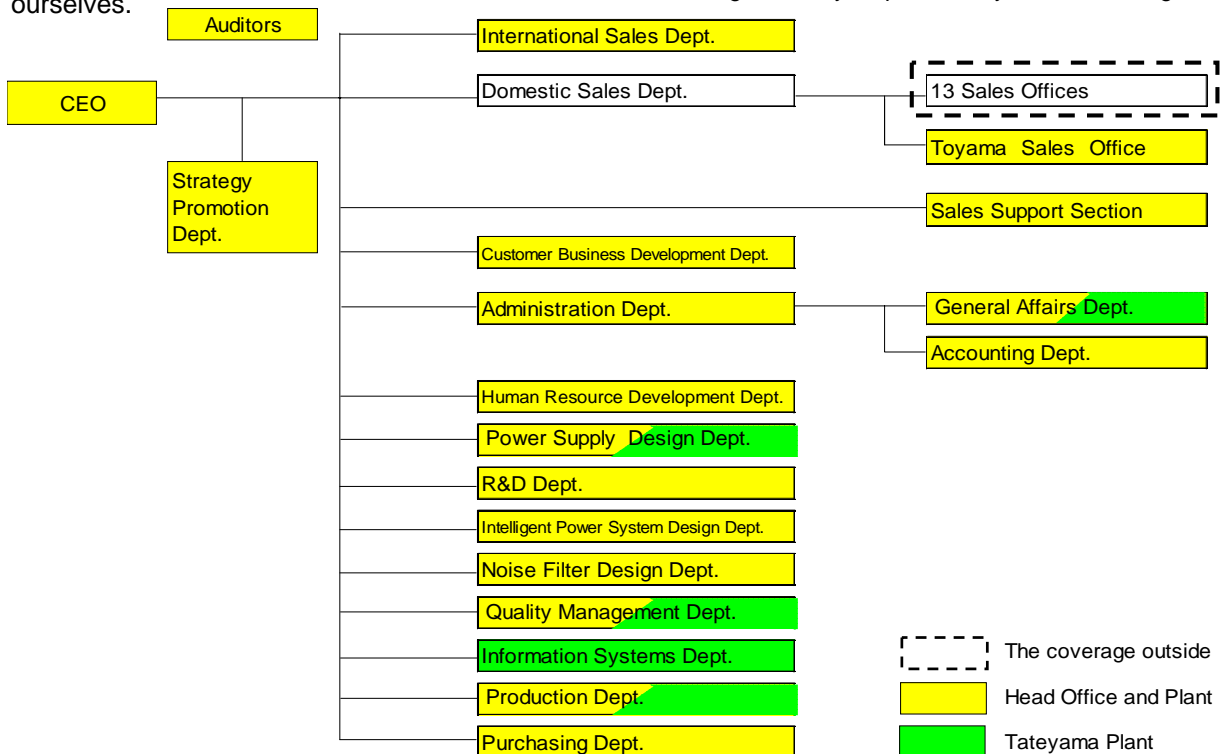 ourselves.
Auditors
International Sales Dept.
CEO
Domestic Sales Dept.
13 Sales Offices
Toyama Sales Office
Strategy
Promotion
Dept.
Sales Support Section
Customer Business Development Dept.
Administration Dept.
General Affairs Dept.
Accounting Dept.
Human Resource Development Dept.
Power Supply Design Dept.
R&D Dept.
Intelligent Power System Design Dept.
Noise Filter Design Dept.
Quality Management Dept.
Information Systems Dept.
Production Dept.
Purchasing Dept.
The coverage outside
Head Office and Plant
Tateyama Plant